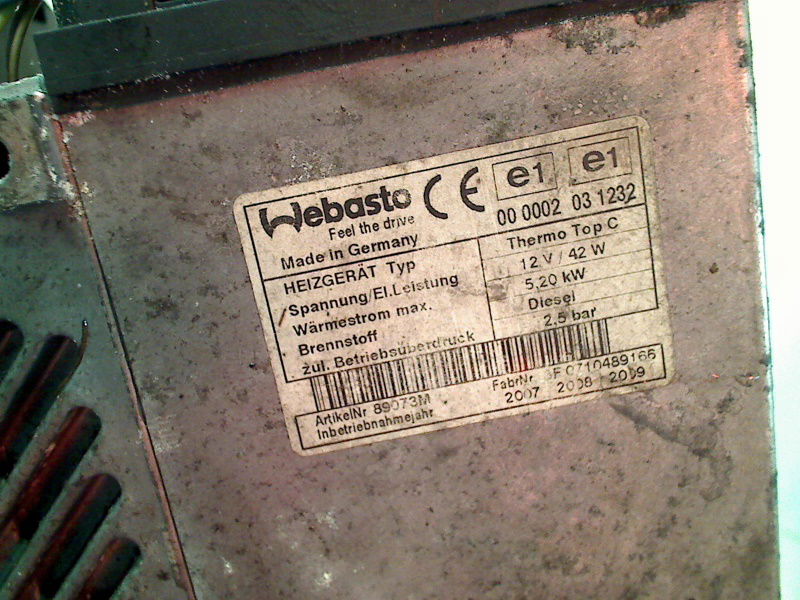 Webasto
Feel the drive
Made in Germany
CE e1 e1
00 0002 03 1232
HEIZGERÄT Typ Thermo Top C
Spannung/El.Leistung 12 V / 42 W
Wärmestrom max. 5,20 kW
Brennstoff Diesel
zul. Betriebsüberdruck 2,5 bar
ArtikelNr 89073M FabrNr F 0710489166
Inbetriebnahmejahr 2007 2008 2009